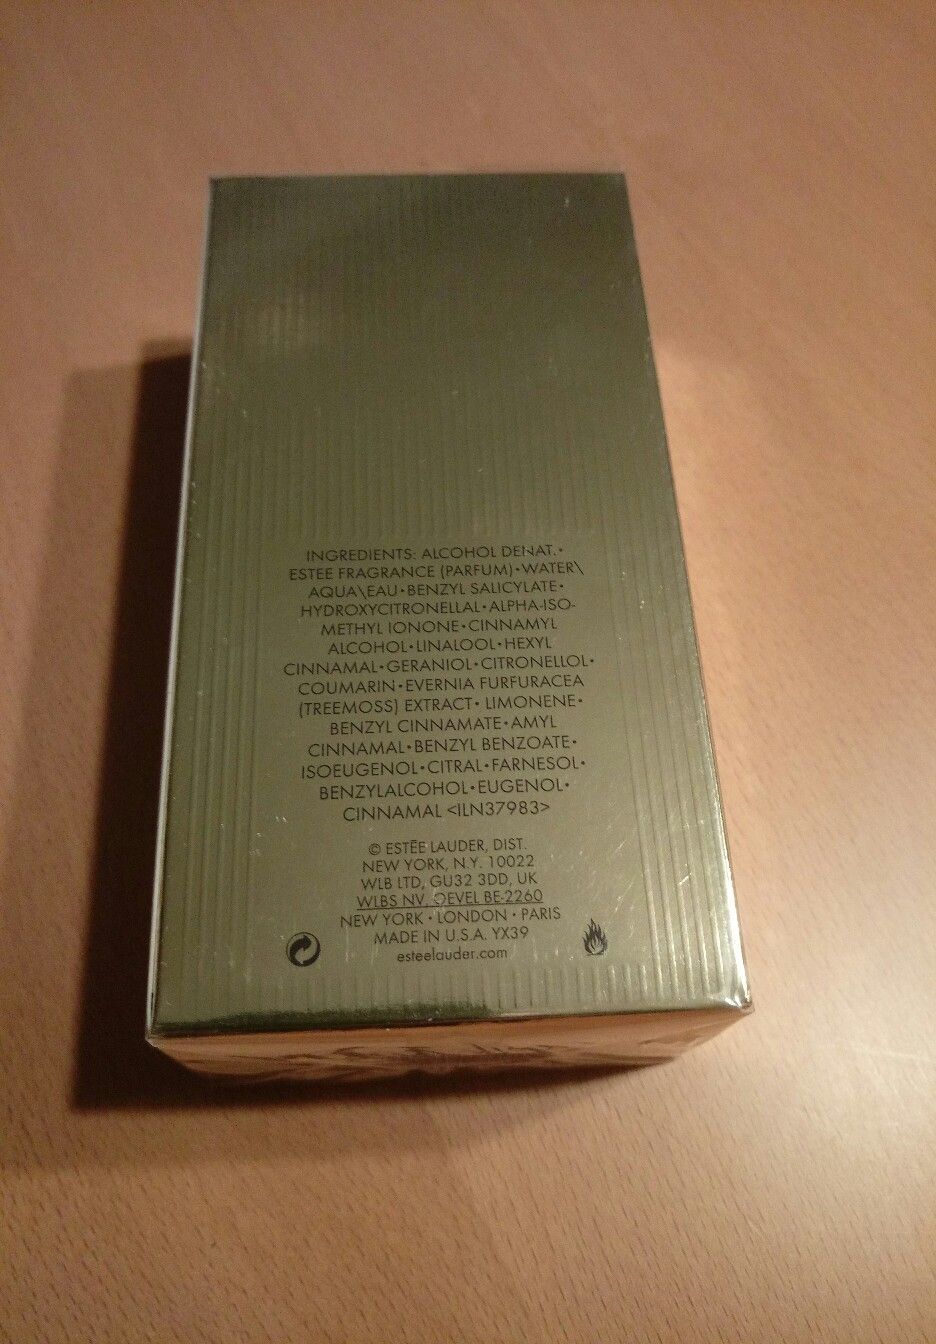 INGREDIENTS: ALCOHOL DENAT.•
ESTEE FRAGRANCE (PARFUM)•WATER\
AQUA\EAU•BENZYL SALICYLATE•
HYDROXYCITRONELLAL•ALPHA-ISO-
METHYL IONONE•CINNAMYL
ALCOHOL•LINALOOL•HEXYL
CINNAMAL•GERANIOL•CITRONELLOL•
COUMARIN•EVERNIA FURFURACEA
(TREEMOSS) EXTRACT• LIMONENE•
BENZYL CINNAMATE•AMYL
CINNAMAL•BENZYL BENZOATE•
ISOEUGENOL•CITRAL•FARNESOL•
BENZYLALCOHOL•EUGENOL•
CINNAMAL <ILN37983>
© ESTĒE LAUDER, DIST.
NEW YORK, N.Y. 10022
WLB LTD, GU32 3DD, UK
WLBS NV. OEVEL BE-2260
NEW YORK • LONDON • PARIS
MADE IN U.S.A. YX39
esteelauder.com